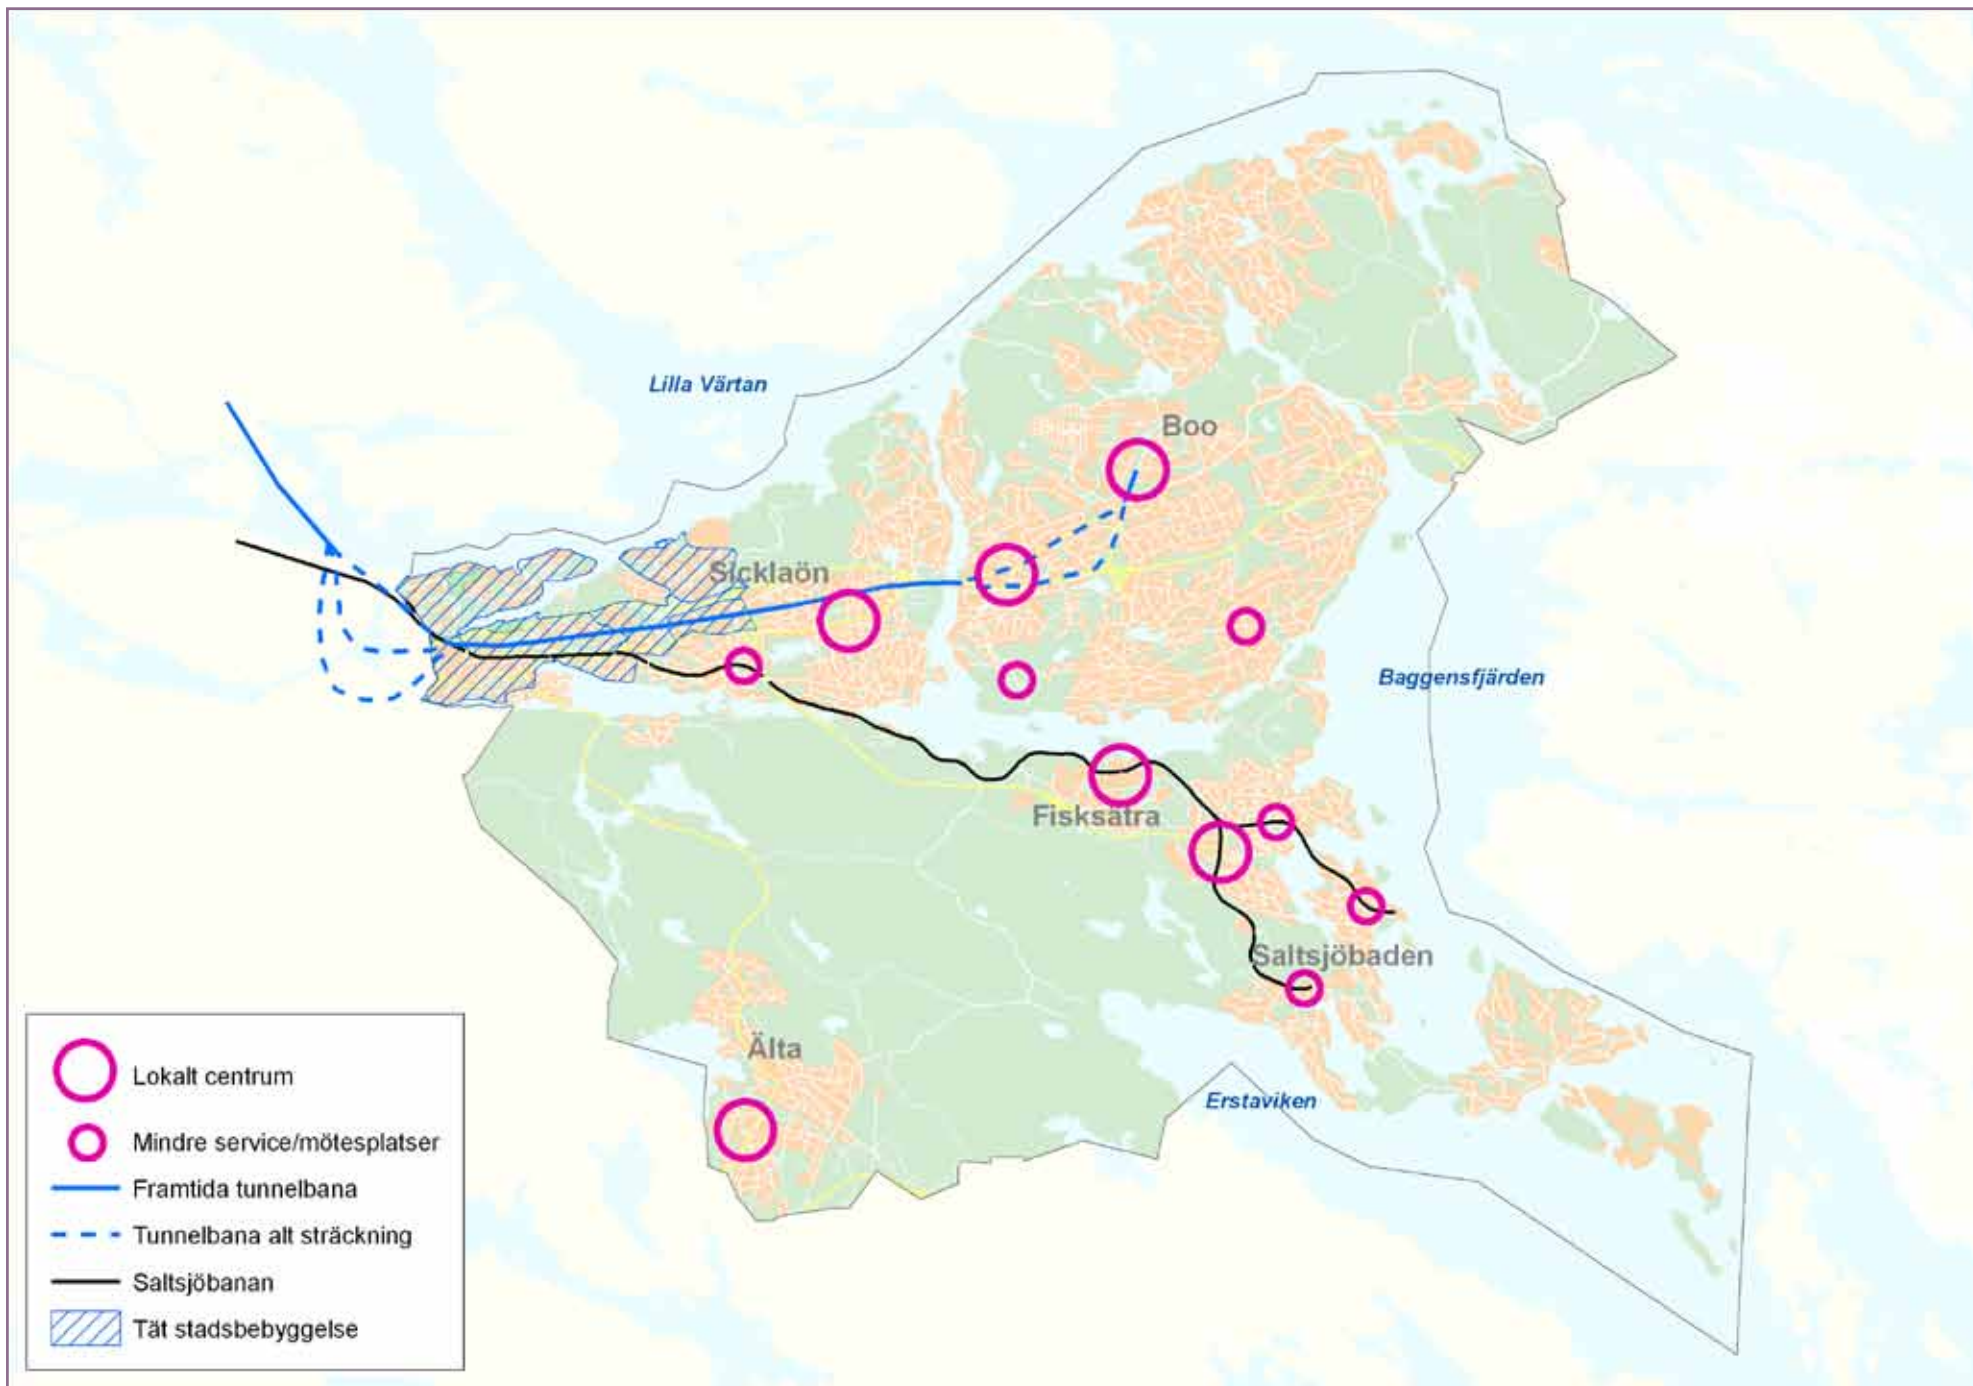 Lilla Värtan
Boo
Sicklaön
Baggensfjärden
Fisksätra
Saltsjöbaden
Älta
Erstaviken
Lokalt centrum
Mindre service/mötesplatser
Framtida tunnelbana
Tunnelbana alt sträckning
Saltsjöbanan
Tät stadsbebyggelse